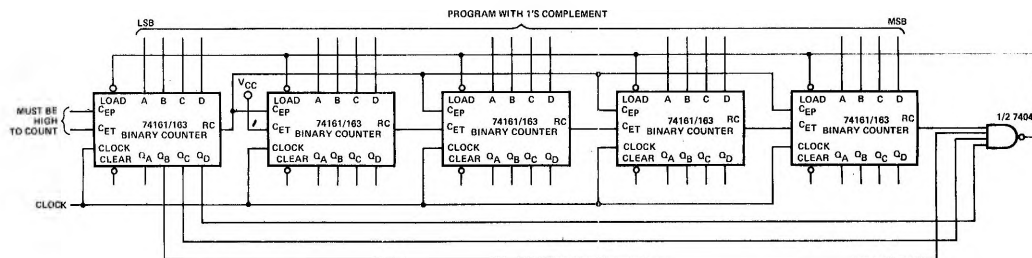 PROGRAM WITH 1'S COMPLEMENT
LSB
MSB
MUST BE
HIGH
TO COUNT
VCC
LOAD A B C D
CEP
74161/163 RC
CET BINARY COUNTER
CLOCK
CLEAR QA QB QC QD
LOAD A B C D
CEP
74161/163 RC
CET BINARY COUNTER
CLOCK
CLEAR QA QB QC QD
LOAD A B C D
CEP
74161/163 RC
CET BINARY COUNTER
CLOCK
CLEAR QA QB QC QD
LOAD A B C D
CEP
74161/163 RC
CET BINARY COUNTER
CLOCK
CLEAR QA QB QC QD
LOAD A B C D
CEP
74161/163 RC
CET BINARY COUNTER
CLOCK
CLEAR QA QB QC QD
1/2 7404
CLOCK